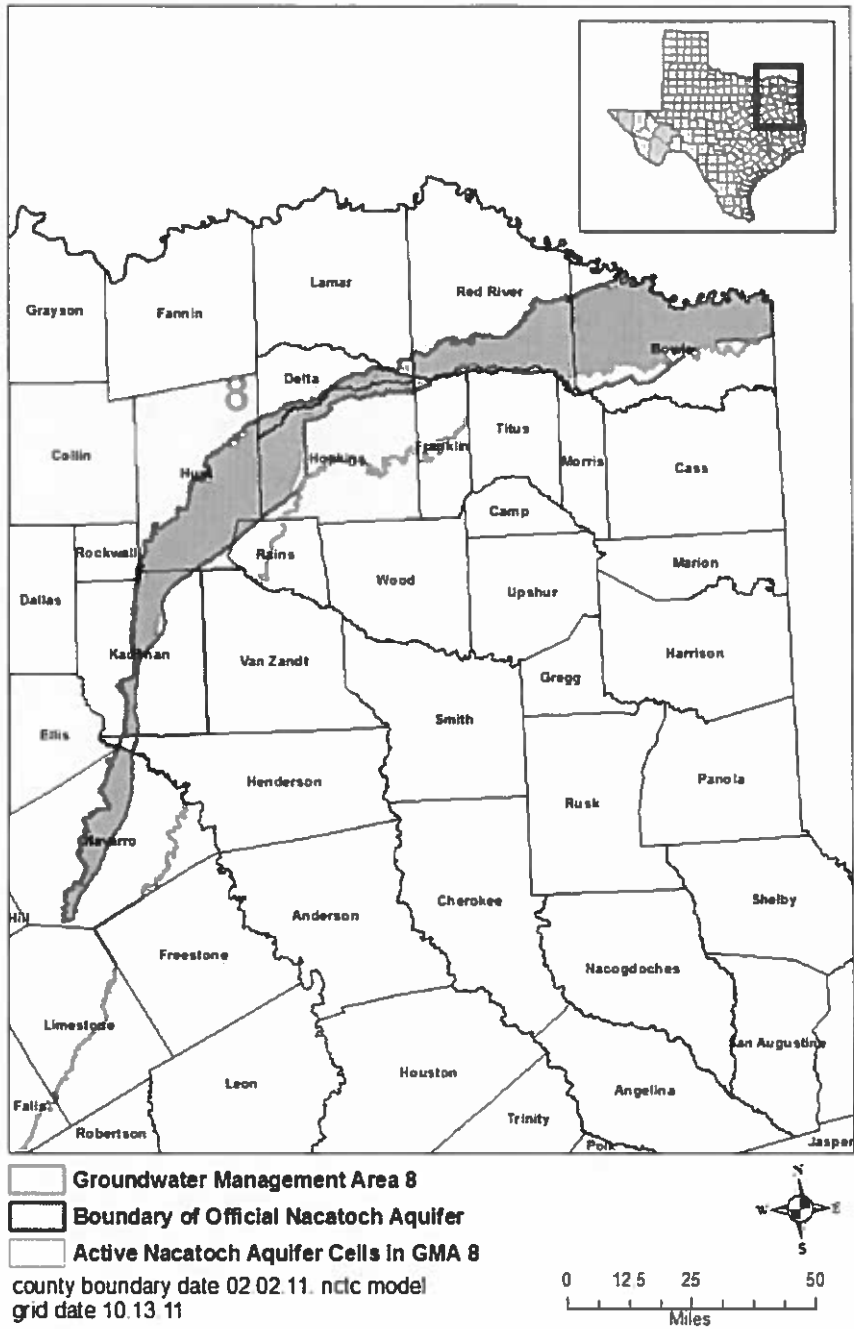 Grayson
Fannin
Lamar
Red River
Bowie
Delta
Collin
Hunt
Hopkins
Franklin
Titus
Morris
Cass
Camp
Rockwall
Rains
Wood
Upshur
Marion
Dallas
Kaufman
Van Zandt
Gregg
Harrison
Ellis
Smith
Henderson
Rusk
Panola
Navarro
Hill
Anderson
Cherokee
Shelby
Freestone
Nacogdoches
Limestone
San Augustine
Leon
Houston
Angelina
Falls
Robertson
Trinity
Polk
Jasper
Groundwater Management Area 8
Boundary of Official Nacatoch Aquifer
Active Nacatoch Aquifer Cells in GMA 8
county boundary date 02.02.11. nctc model
grid date 10.13.11
N
W E
S
0 12.5 25 50
Miles